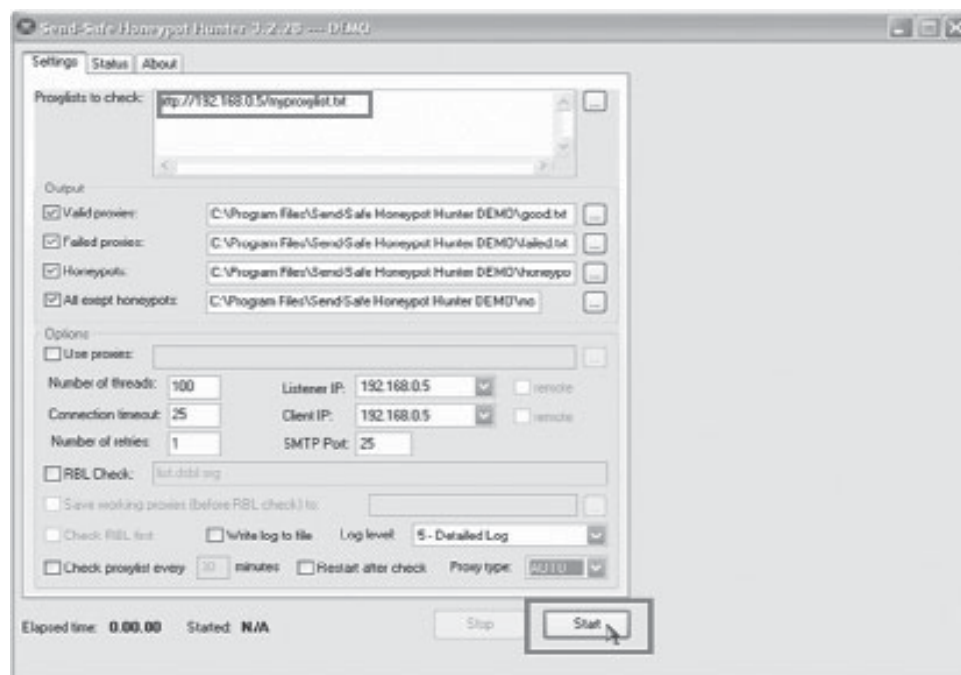 Send-Safe Honeypot Hunter 3.2.28 --- DEMO
Settings Status About
Proxylists to check: http://192.168.0.5/myproxylist.txt
Output
Valid proxies: C:\Program Files\Send-Safe Honeypot Hunter DEMO\good.txt
Failed proxies: C:\Program Files\Send-Safe Honeypot Hunter DEMO\failed.txt
Honeypots: C:\Program Files\Send-Safe Honeypot Hunter DEMO\honeypo
All exept honeypots: C:\Program Files\Send-Safe Honeypot Hunter DEMO\no
Options
Use proxies:
Number of threads: 100 Listener IP: 192.168.0.5 remote
Connection timeout: 25 Client IP: 192.168.0.5 remote
Number of retries: 1 SMTP Port: 25
RBL Check: list.dsbl.org
Save working proxies (before RBL check) to:
Check RBL first Write log to file Log level: 5 - Detailed Log
Check proxylist every 30 minutes Restart after check Proxy type: AUTO
Elapsed time: 0.00.00 Started: N/A Stop Start